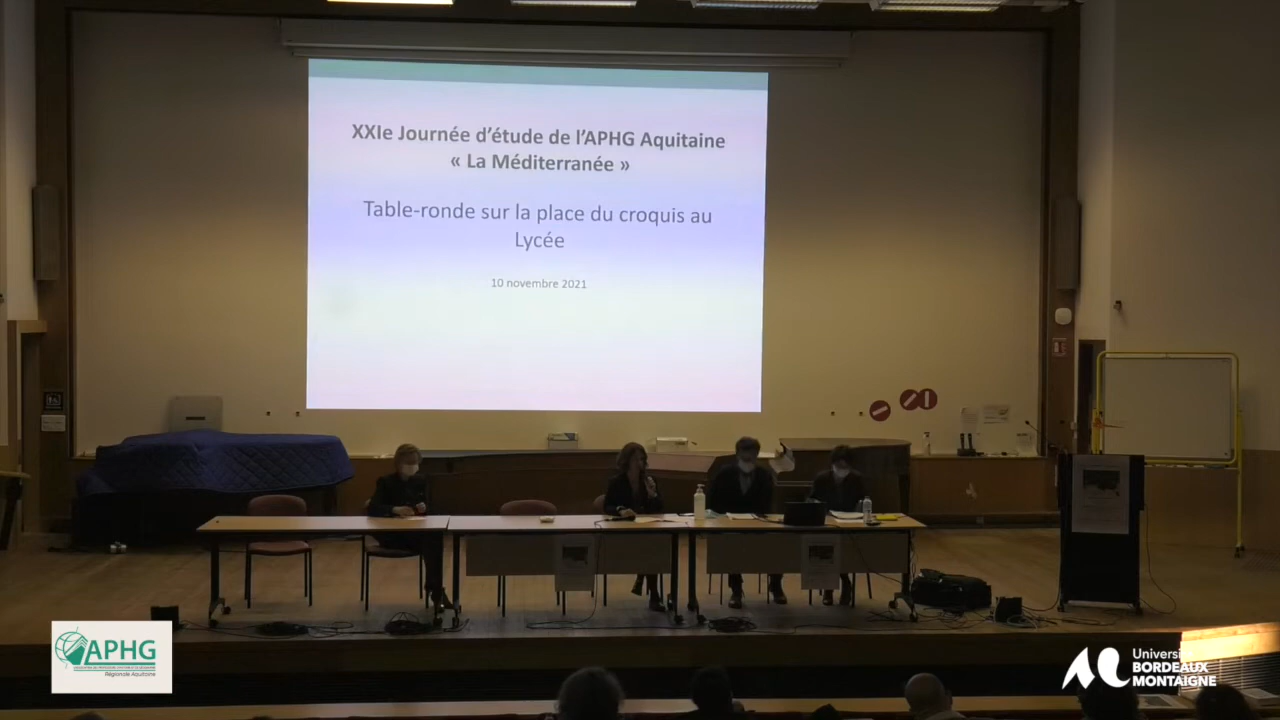 XXIe Journée d'étude de l'APHG Aquitaine
« La Méditerranée »
Table-ronde sur la place du croquis au
Lycée
10 novembre 2021
APHG
Régionale Aquitaine
Université
BORDEAUX
MONTAIGNE